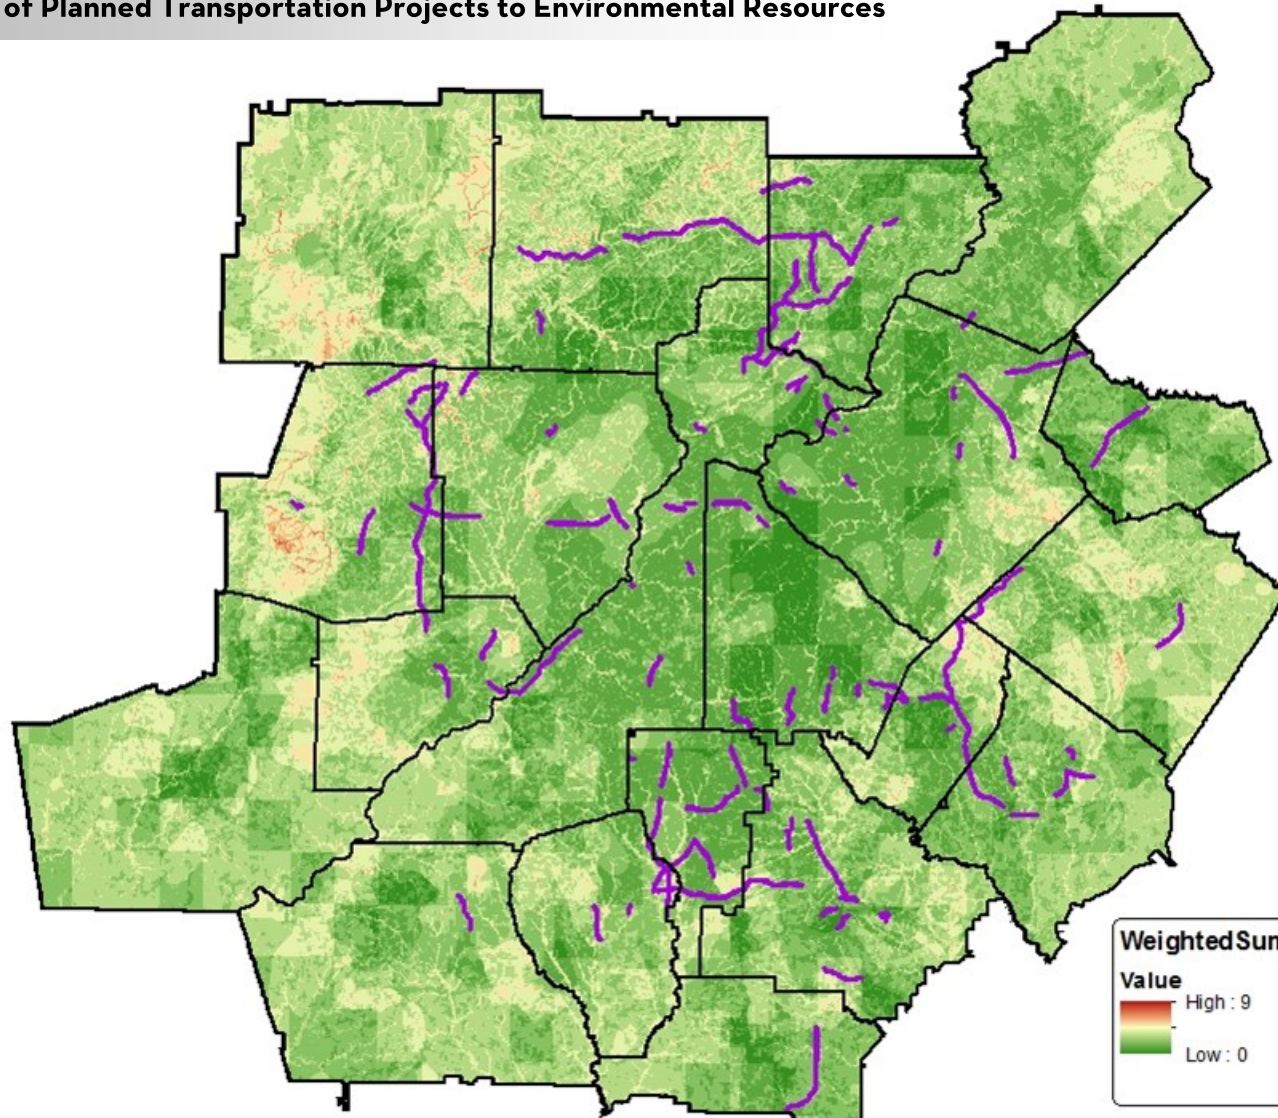 of Planned Transportation Projects to Environmental Resources
WeightedSum
Value
High : 9
Low : 0